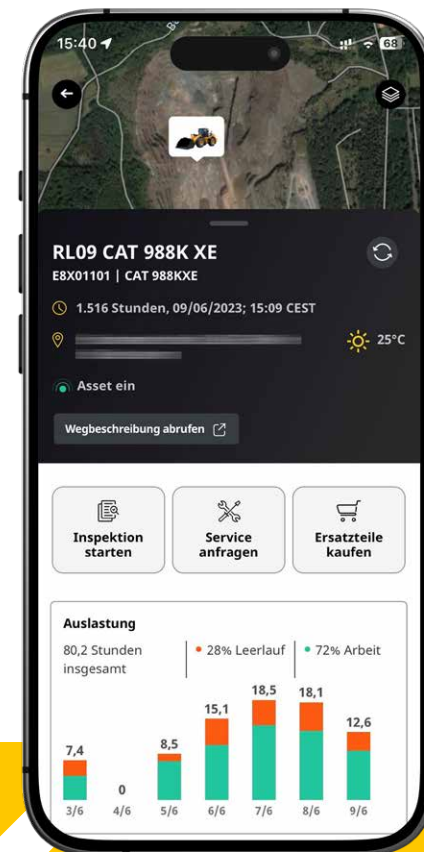 15:40
68
RL09 CAT 988K XE
E8X01101 | CAT 988KXE
1.516 Stunden, 09/06/2023; 15:09 CEST
25°C
Asset ein
Wegbeschreibung abrufen
Inspektion
starten
Service
anfragen
Ersatzteile
kaufen
Auslastung
80,2 Stunden
insgesamt
• 28% Leerlauf
• 72% Arbeit
7,4
0
8,5
15,1
18,5
18,1
12,6
3/6
4/6
5/6
6/6
7/6
8/6
9/6